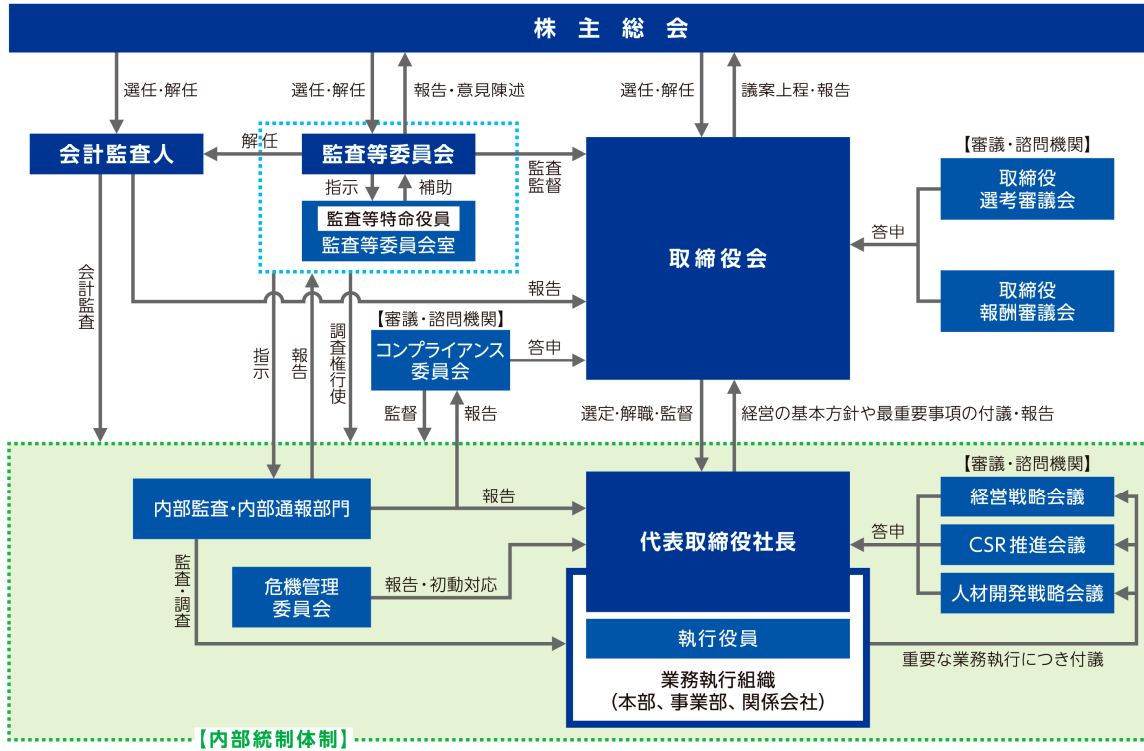 株主総会
選任・解任
選任・解任
報告・意見陳述
選任・解任
議案上程・報告
会計監査人
解任
監査等委員会
監査
監督
指示
補助
監査等特命役員
監査等委員会室
取締役会
【審議・諮問機関】
取締役
選考審議会
答申
取締役
報酬審議会
会計監査
報告
指示
報告
調査権行使
【審議・諮問機関】
コンプライアンス
委員会
答申
監督
報告
選定・解職・監督
経営の基本方針や最重要事項の付議・報告
内部監査・内部通報部門
報告
代表取締役社長
【審議・諮問機関】
経営戦略会議
答申
CSR推進会議
人材開発戦略会議
監査・調査
危機管理
委員会
報告・初動対応
執行役員
重要な業務執行につき付議
業務執行組織
(本部、事業部、関係会社)
【内部統制体制】